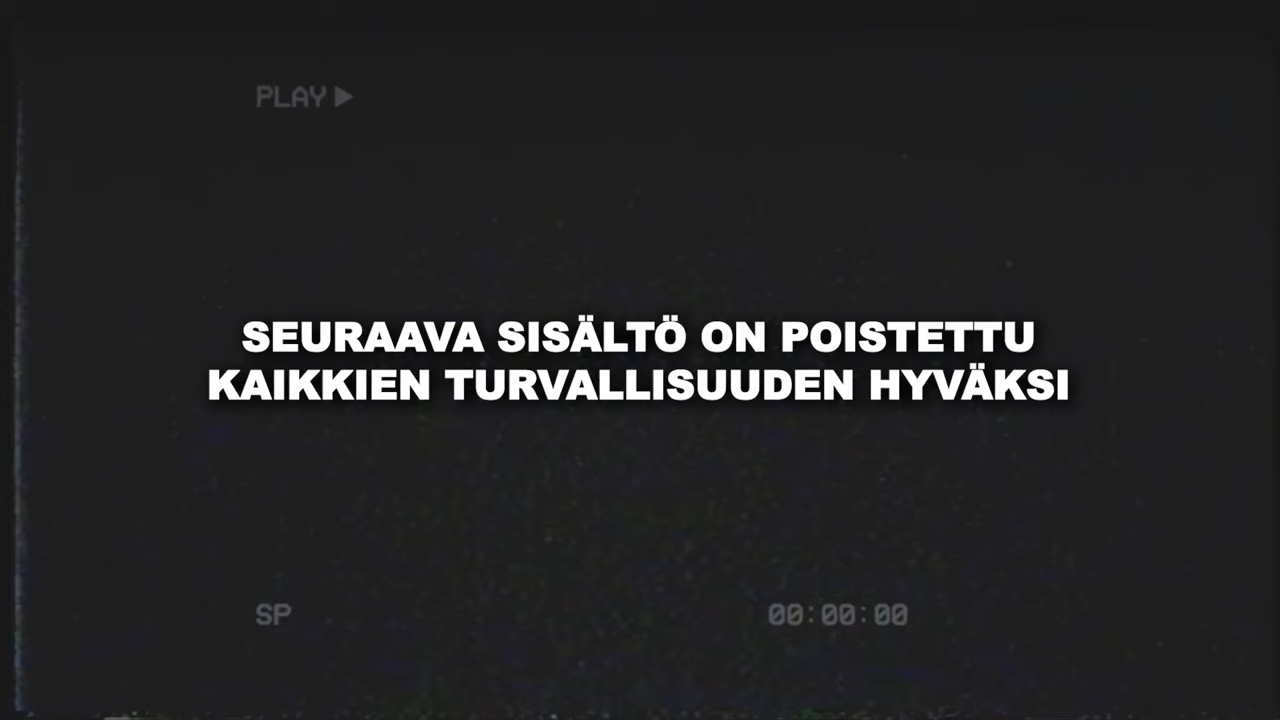 PLAY ▶
SEURAAVA SISÄLTÖ ON POISTETTU
KAIKKIEN TURVALLISUUDEN HYVÄKSI
SP
00:00:00